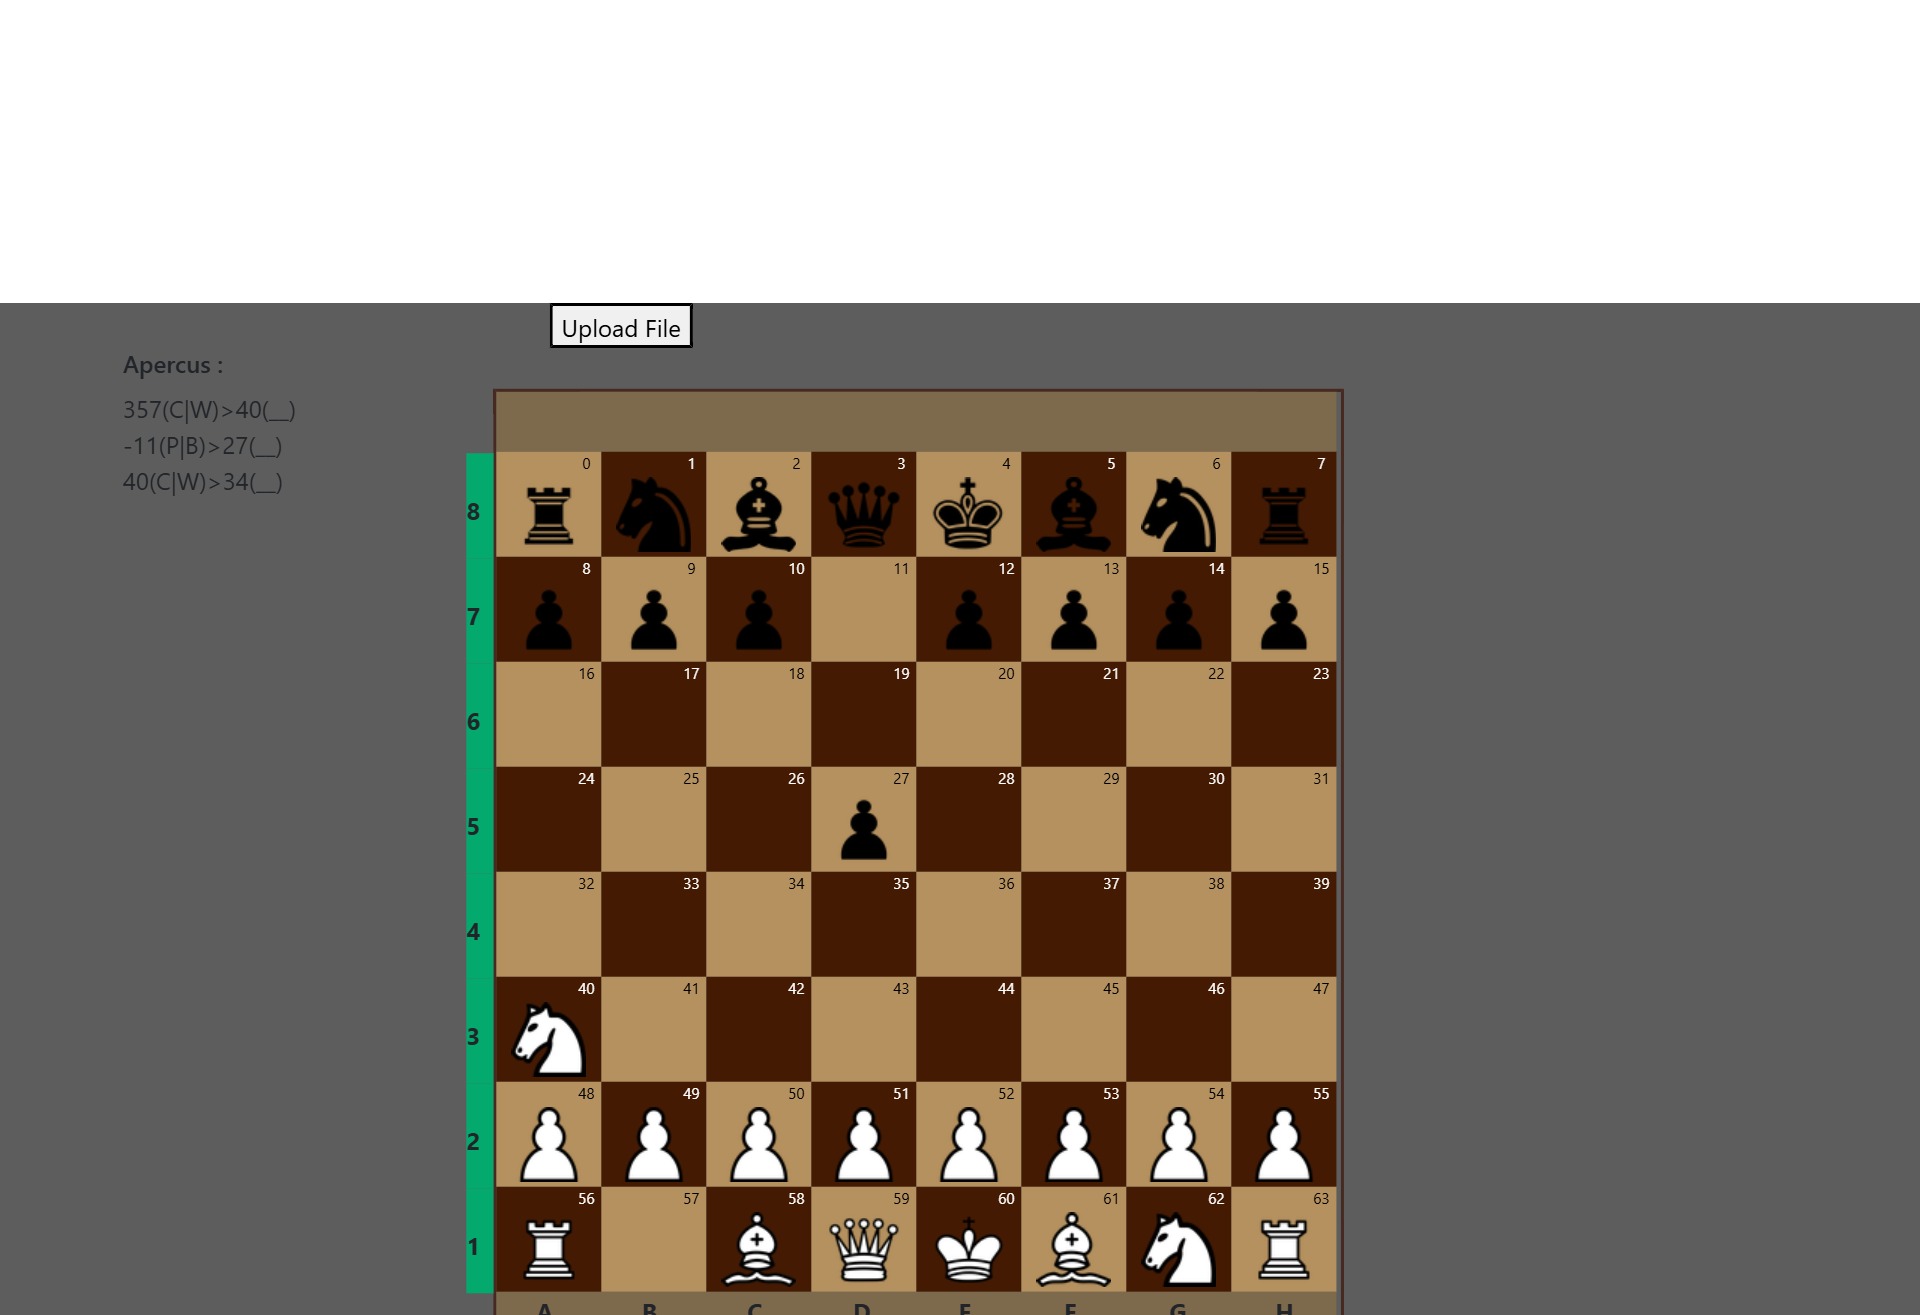 Upload File
Apercus :
357(C|W)>40(__)
-11(P|B)>27(__)
40(C|W)>34(__)
8 0 1 2 3 4 5 6 7
7 8 9 10 11 12 13 14 15
6 16 17 18 19 20 21 22 23
5 24 25 26 27 28 29 30 31
4 32 33 34 35 36 37 38 39
3 40 41 42 43 44 45 46 47
2 48 49 50 51 52 53 54 55
1 56 57 58 59 60 61 62 63
A B C D E F G H